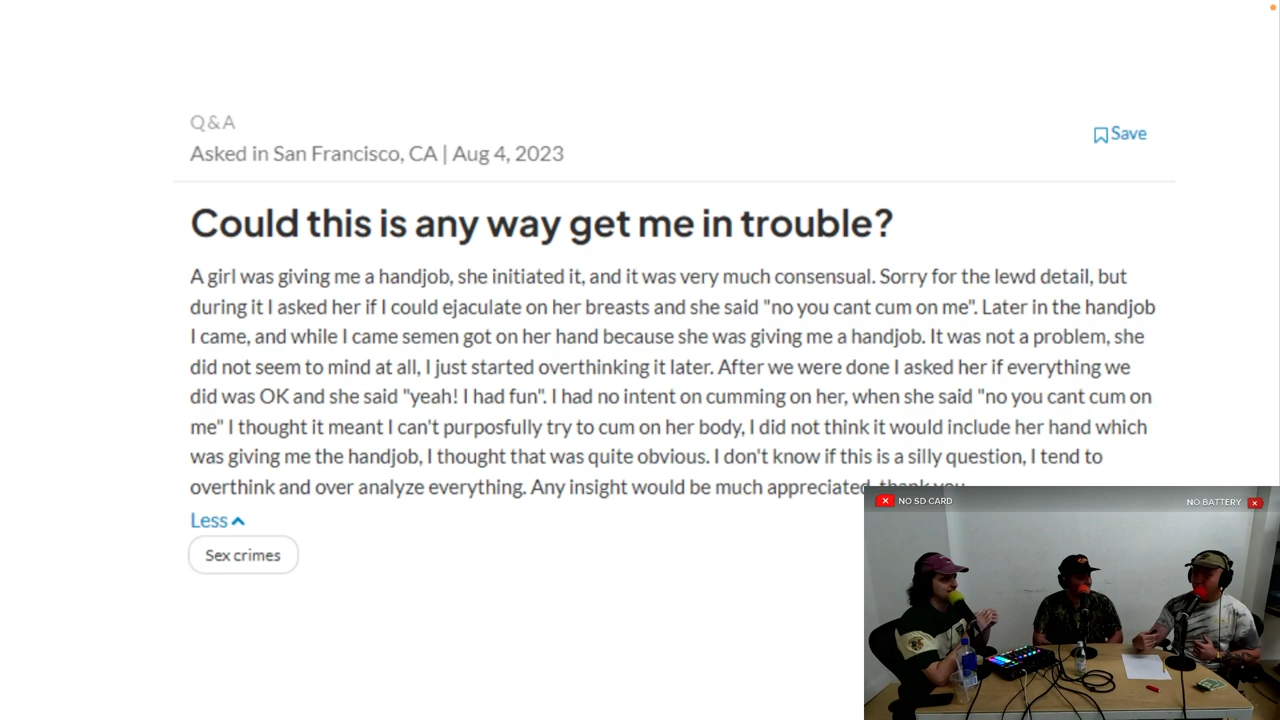 Q&A
Asked in San Francisco, CA | Aug 4, 2023
Save
Could this is any way get me in trouble?
A girl was giving me a handjob, she initiated it, and it was very much consensual. Sorry for the lewd detail, but
during it I asked her if I could ejaculate on her breasts and she said "no you cant cum on me". Later in the handjob
I came, and while I came semen got on her hand because she was giving me a handjob. It was not a problem, she
did not seem to mind at all, I just started overthinking it later. After we were done I asked her if everything we
did was OK and she said "yeah! I had fun". I had no intent on cumming on her, when she said "no you cant cum on
me" I thought it meant I can't purposfully try to cum on her body, I did not think it would include her hand which
was giving me the handjob, I thought that was quite obvious. I don't know if this is a silly question, I tend to
overthink and over analyze everything. Any insight would be much appreciated, thank you
Less
Sex crimes
NO SD CARD
NO BATTERY